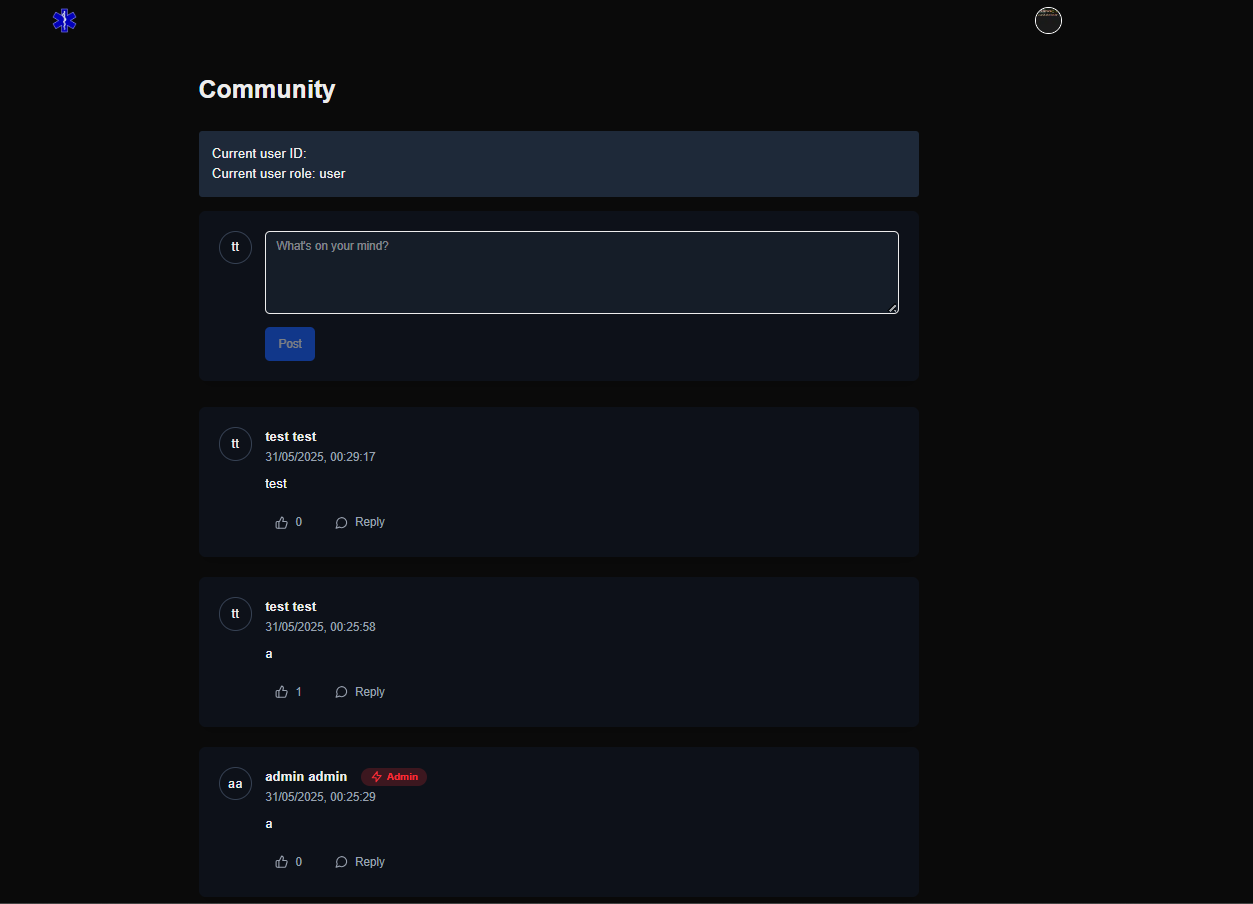 Community
Current user ID:
Current user role: user
tt
What's on your mind?
Post
tt
test test
31/05/2025, 00:29:17
test
0 Reply
tt
test test
31/05/2025, 00:25:58
a
1 Reply
aa
admin admin Admin
31/05/2025, 00:25:29
a
0 Reply